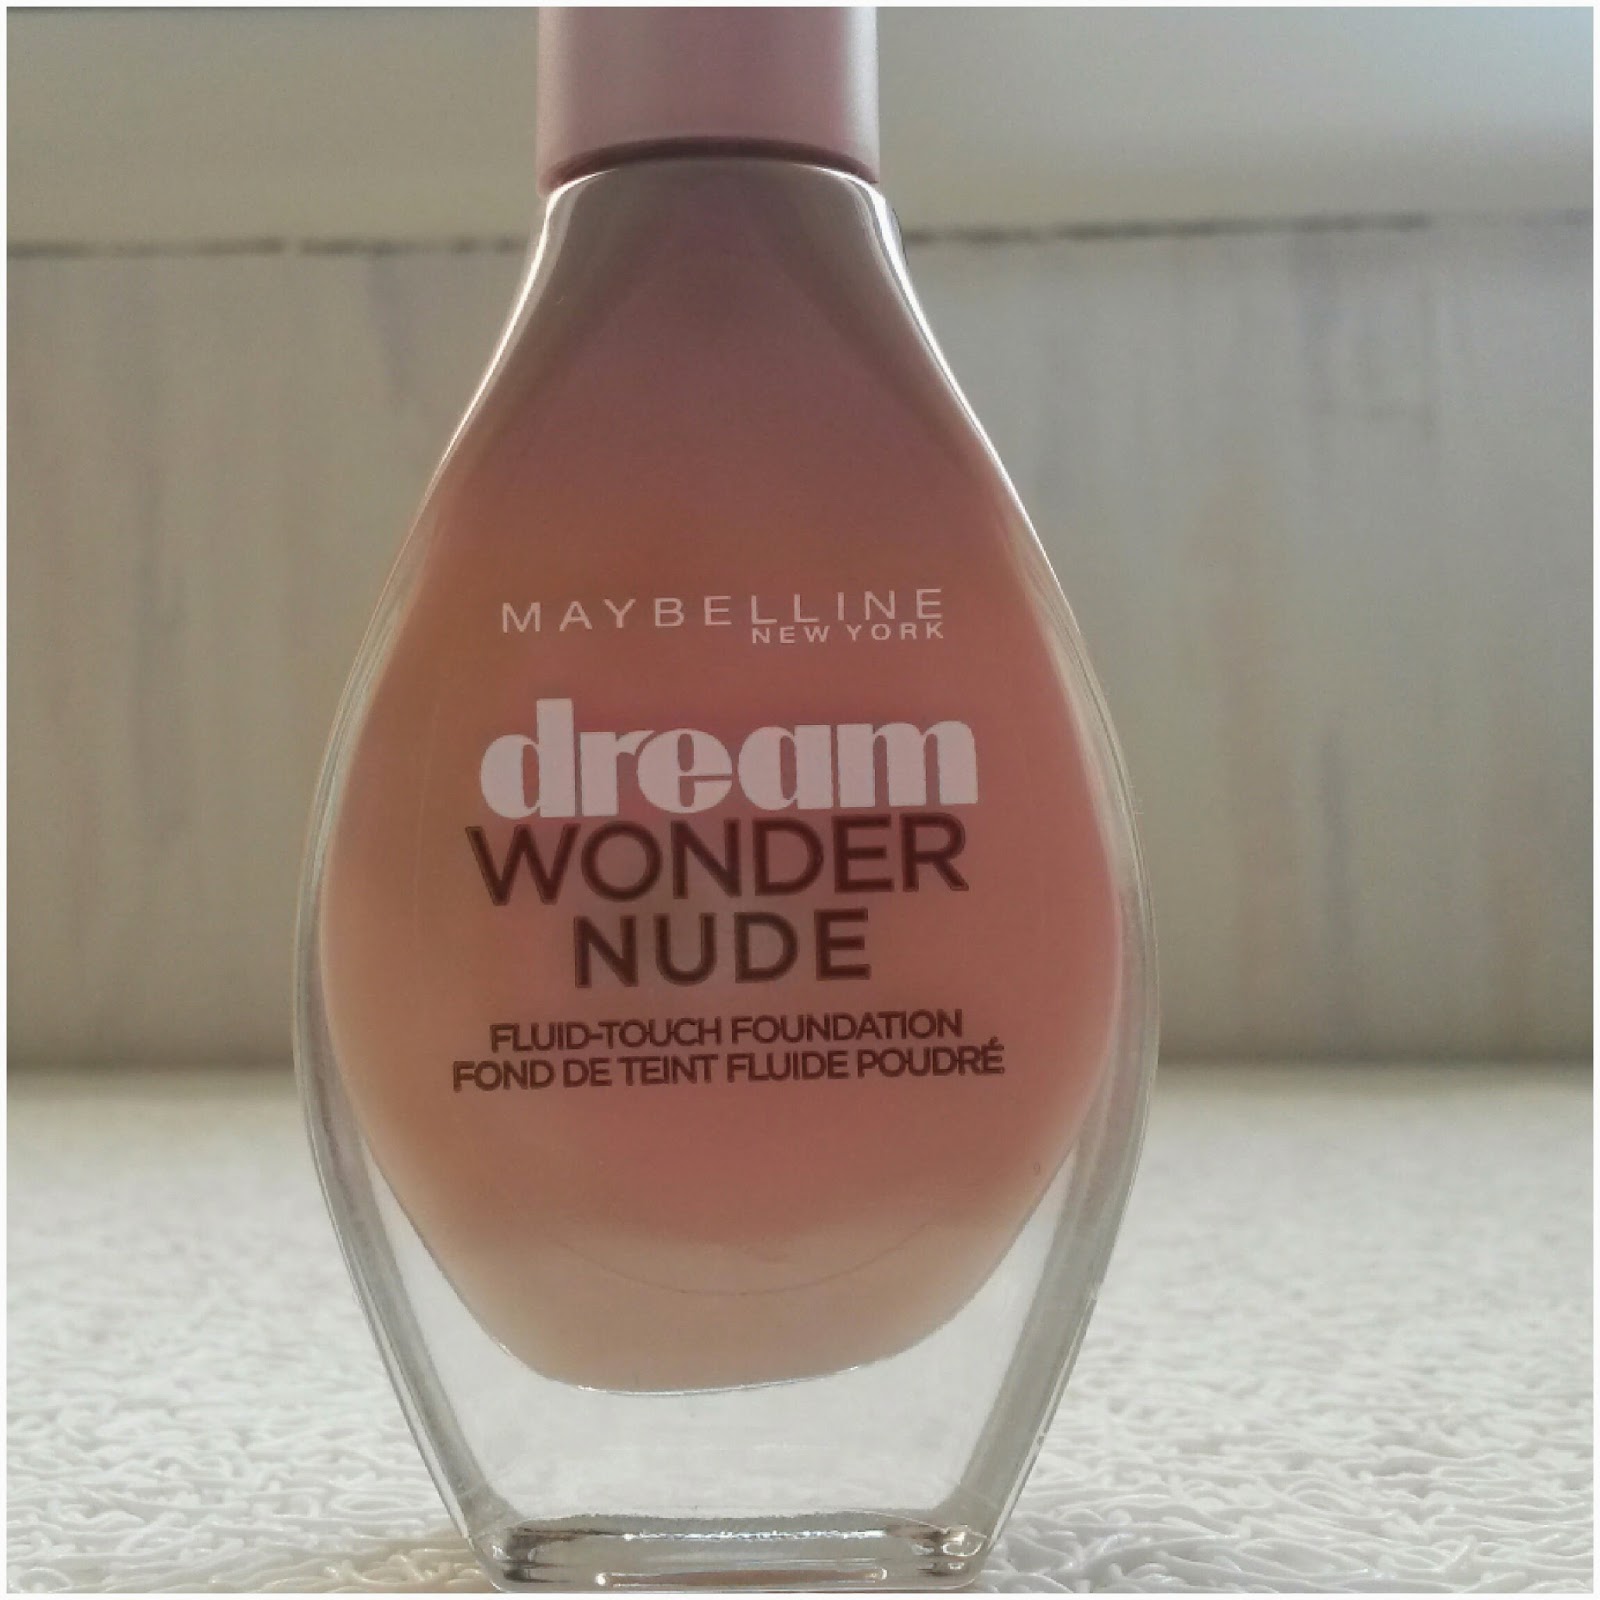 MAYBELLINE
NEW YORK
dream
WONDER
NUDE
FLUID-TOUCH FOUNDATION
FOND DE TEINT FLUIDE POUDRÉ